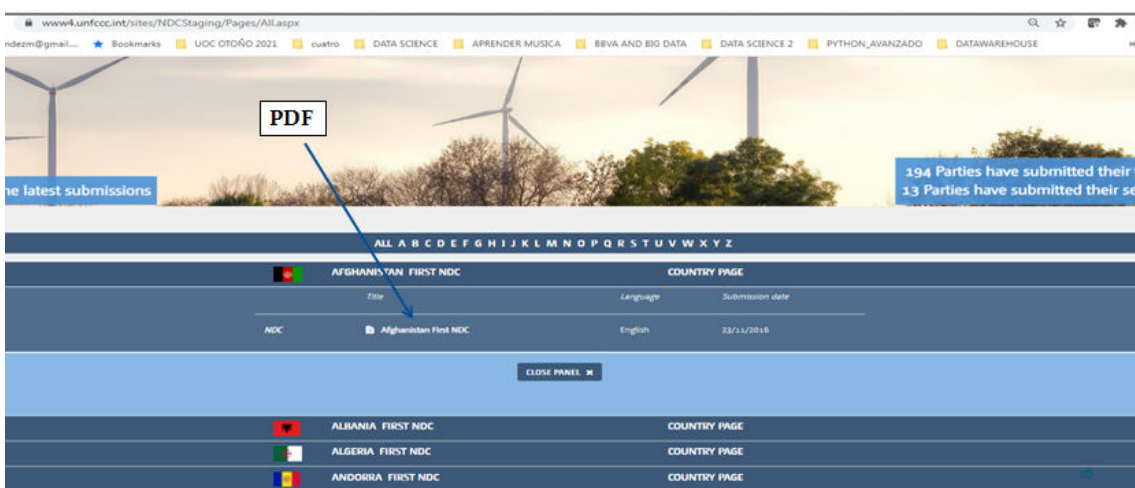 www4.unfccc.int/sites/NDCStaging/Pages/All.aspx
ndezm@gmail... Bookmarks UOC OTOÑO 2021 cuatro DATA SCIENCE APRENDER MUSICA BBVA AND BIG DATA DATA SCIENCE 2 PYTHON_AVANZADO DATAWAREHOUSE
PDF
194 Parties have submitted their
13 Parties have submitted their se
he latest submissions
ALL A B C D E F G H I J K L M N O P Q R S T U V W X Y Z
AFGHANISTAN FIRST NDC COUNTRY PAGE
Title Language Submission date
NDC Afghanistan First NDC English 23/11/2016
CLOSE PANEL ✖
ALBANIA FIRST NDC COUNTRY PAGE
ALGERIA FIRST NDC COUNTRY PAGE
ANDORRA FIRST NDC COUNTRY PAGE